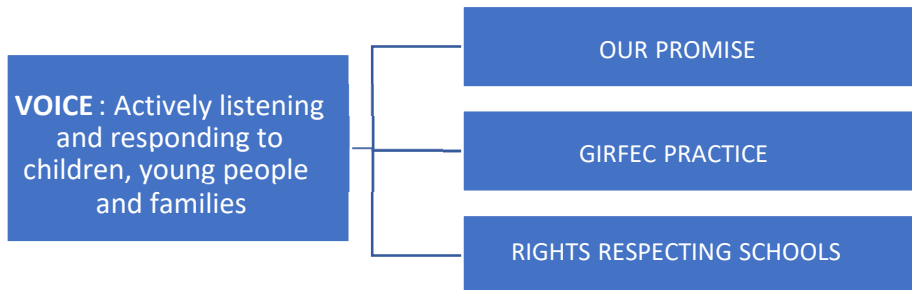 VOICE : Actively listening
and responding to
children, young people
and families
OUR PROMISE
GIRFEC PRACTICE
RIGHTS RESPECTING SCHOOLS